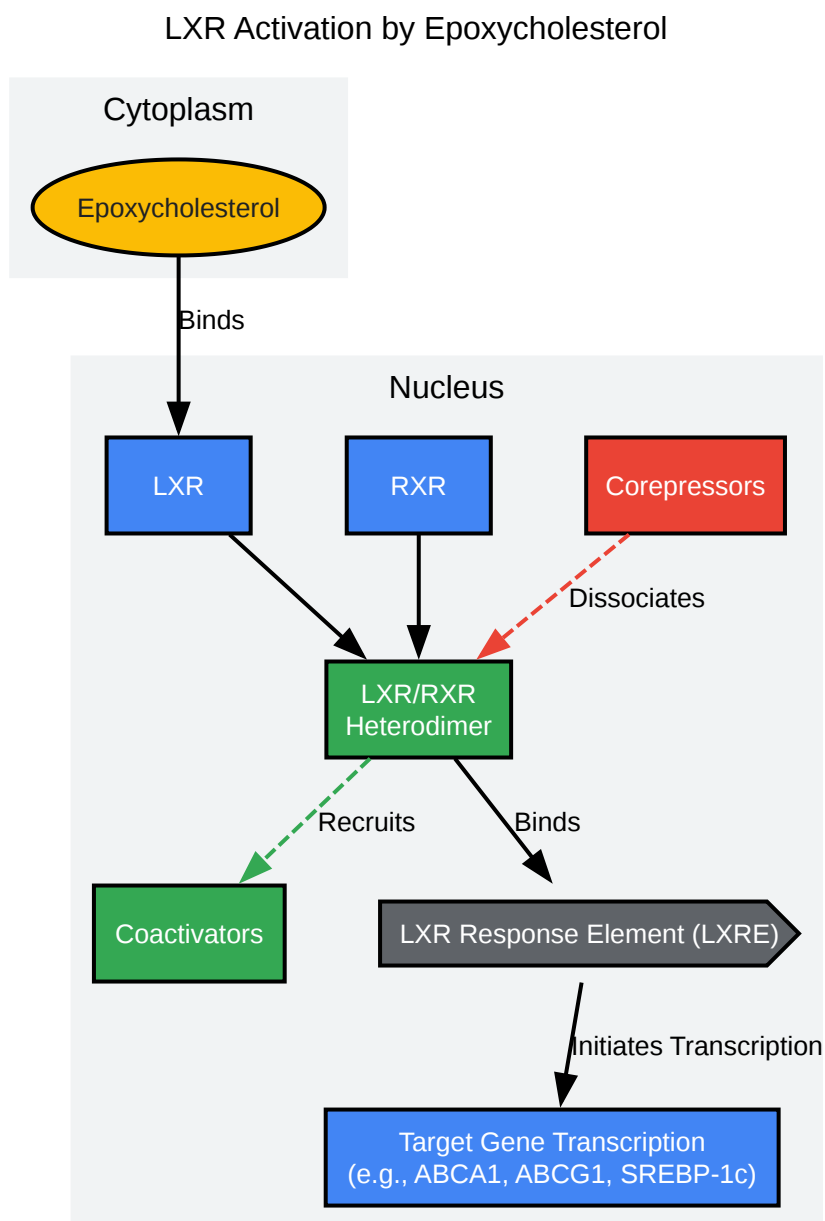 LXR Activation by Epoxycholesterol
Cytoplasm
Epoxycholesterol
Binds
Nucleus
LXR
RXR
Corepressors
Dissociates
LXR/RXR
Heterodimer
Recruits
Binds
Coactivators
LXR Response Element (LXRE)
Initiates Transcription
Target Gene Transcription
(e.g., ABCA1, ABCG1, SREBP-1c)